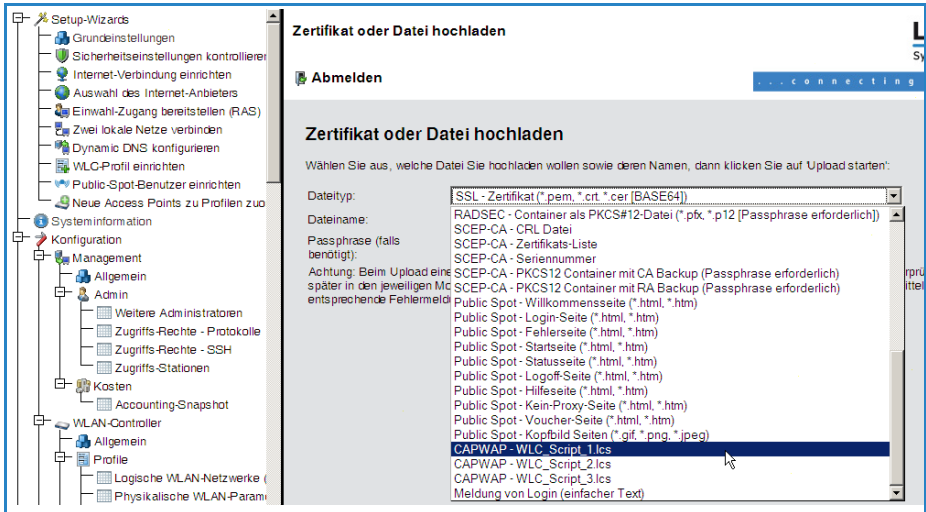 Setup-Wizards
Grundeinstellungen
Sicherheitseinstellungen kontrollieren
Internet-Verbindung einrichten
Auswahl des Internet-Anbieters
Einwahl-Zugang bereitstellen (RAS)
Zwei lokale Netze verbinden
Dynamic DNS konfigurieren
WLC-Profil einrichten
Public-Spot-Benutzer einrichten
Neue Access Points zu Profilen zuo
Systeminformation
Konfiguration
Management
Allgemein
Admin
Weitere Administratoren
Zugriffs-Rechte - Protokolle
Zugriffs-Rechte - SSH
Zugriffs-Stationen
Kosten
Accounting-Snapshot
WLAN-Controller
Allgemein
Profile
Logische WLAN-Netzwerke (
Physikalische WLAN-Param
Zertifikat oder Datei hochladen
L
Sy
Abmelden
...connecting
Zertifikat oder Datei hochladen
Wählen Sie aus, welche Datei Sie hochladen wollen sowie deren Namen, dann klicken Sie auf 'Upload starten':
Dateityp:
SSL - Zertifikat (*.pem, *.crt. *.cer [BASE64])
Dateiname:
Passphrase (falls
benötigt):
Achtung: Beim Upload eine
später in den jeweiligen Mo
entsprechende Fehlermeld
RADSEC - Container als PKCS#12-Datei (*.pfx, *.p12 [Passphrase erforderlich])
SCEP-CA - CRL Datei
SCEP-CA - Zertifikats-Liste
SCEP-CA - Seriennummer
SCEP-CA - PKCS12 Container mit CA Backup (Passphrase erforderlich)
SCEP-CA - PKCS12 Container mit RA Backup (Passphrase erforderlich)
Public Spot - Willkommensseite (*.html, *.htm)
Public Spot - Login-Seite (*.html, *.htm)
Public Spot - Fehlerseite (*.html, *.htm)
Public Spot - Startseite (*.html, *.htm)
Public Spot - Statusseite (*.html, *.htm)
Public Spot - Logoff-Seite (*.html, *.htm)
Public Spot - Hilfeseite (*.html, *.htm)
Public Spot - Kein-Proxy-Seite (*.html, *.htm)
Public Spot - Voucher-Seite (*.html, *.htm)
Public Spot - Kopfbild Seiten (*.gif, *.png, *.jpeg)
CAPWAP - WLC_Script_1.lcs
CAPWAP - WLC_Script_2.lcs
CAPWAP - WLC_Script_3.lcs
Meldung von Login (einfacher Text)